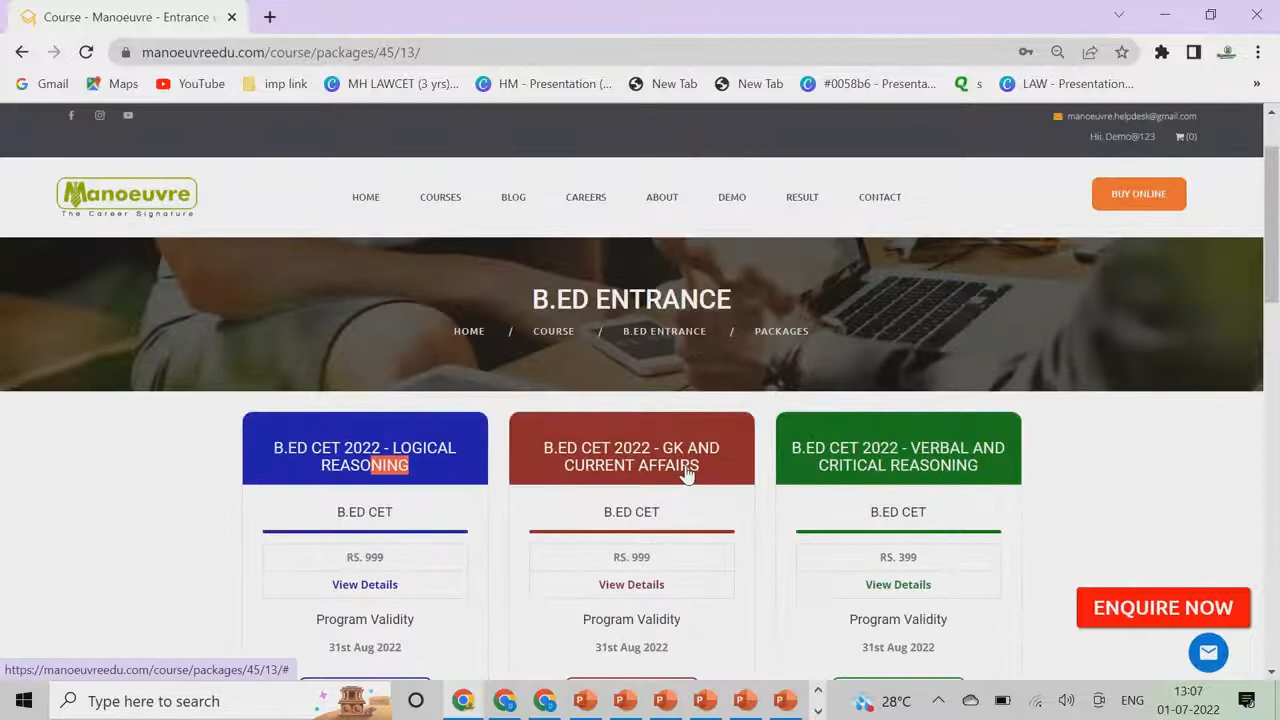 Course - Manoeuvre - Entrance
manoeuvreedu.com/course/packages/45/13/
Gmail Maps YouTube imp link MH LAWCET (3 yrs)... HM - Presentation (... New Tab New Tab #0058b6 - Presenta... s LAW - Presentation... »
manoeuvre.helpdesk@gmail.com
Hii, Demo@123 (0)
Manoeuvre
The Career Signature
HOME COURSES BLOG CAREERS ABOUT DEMO RESULT CONTACT
BUY ONLINE
B.ED ENTRANCE
HOME / COURSE / B.ED ENTRANCE / PACKAGES
B.ED CET 2022 - LOGICAL
REASONING
B.ED CET
RS. 999
View Details
Program Validity
31st Aug 2022
B.ED CET 2022 - GK AND
CURRENT AFFAIRS
B.ED CET
RS. 999
View Details
Program Validity
31st Aug 2022
B.ED CET 2022 - VERBAL AND
CRITICAL REASONING
B.ED CET
RS. 399
View Details
Program Validity
31st Aug 2022
ENQUIRE NOW
https://manoeuvreedu.com/course/packages/45/13/#
Type here to search
28°C
ENG
13:07
01-07-2022